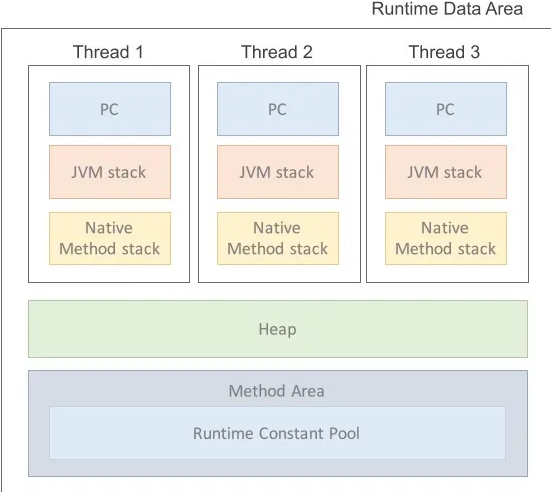 Runtime Data Area
Thread 1
Thread 2
Thread 3
PC
PC
PC
JVM stack
JVM stack
JVM stack
Native
Method stack
Native
Method stack
Native
Method stack
Heap
Method Area
Runtime Constant Pool